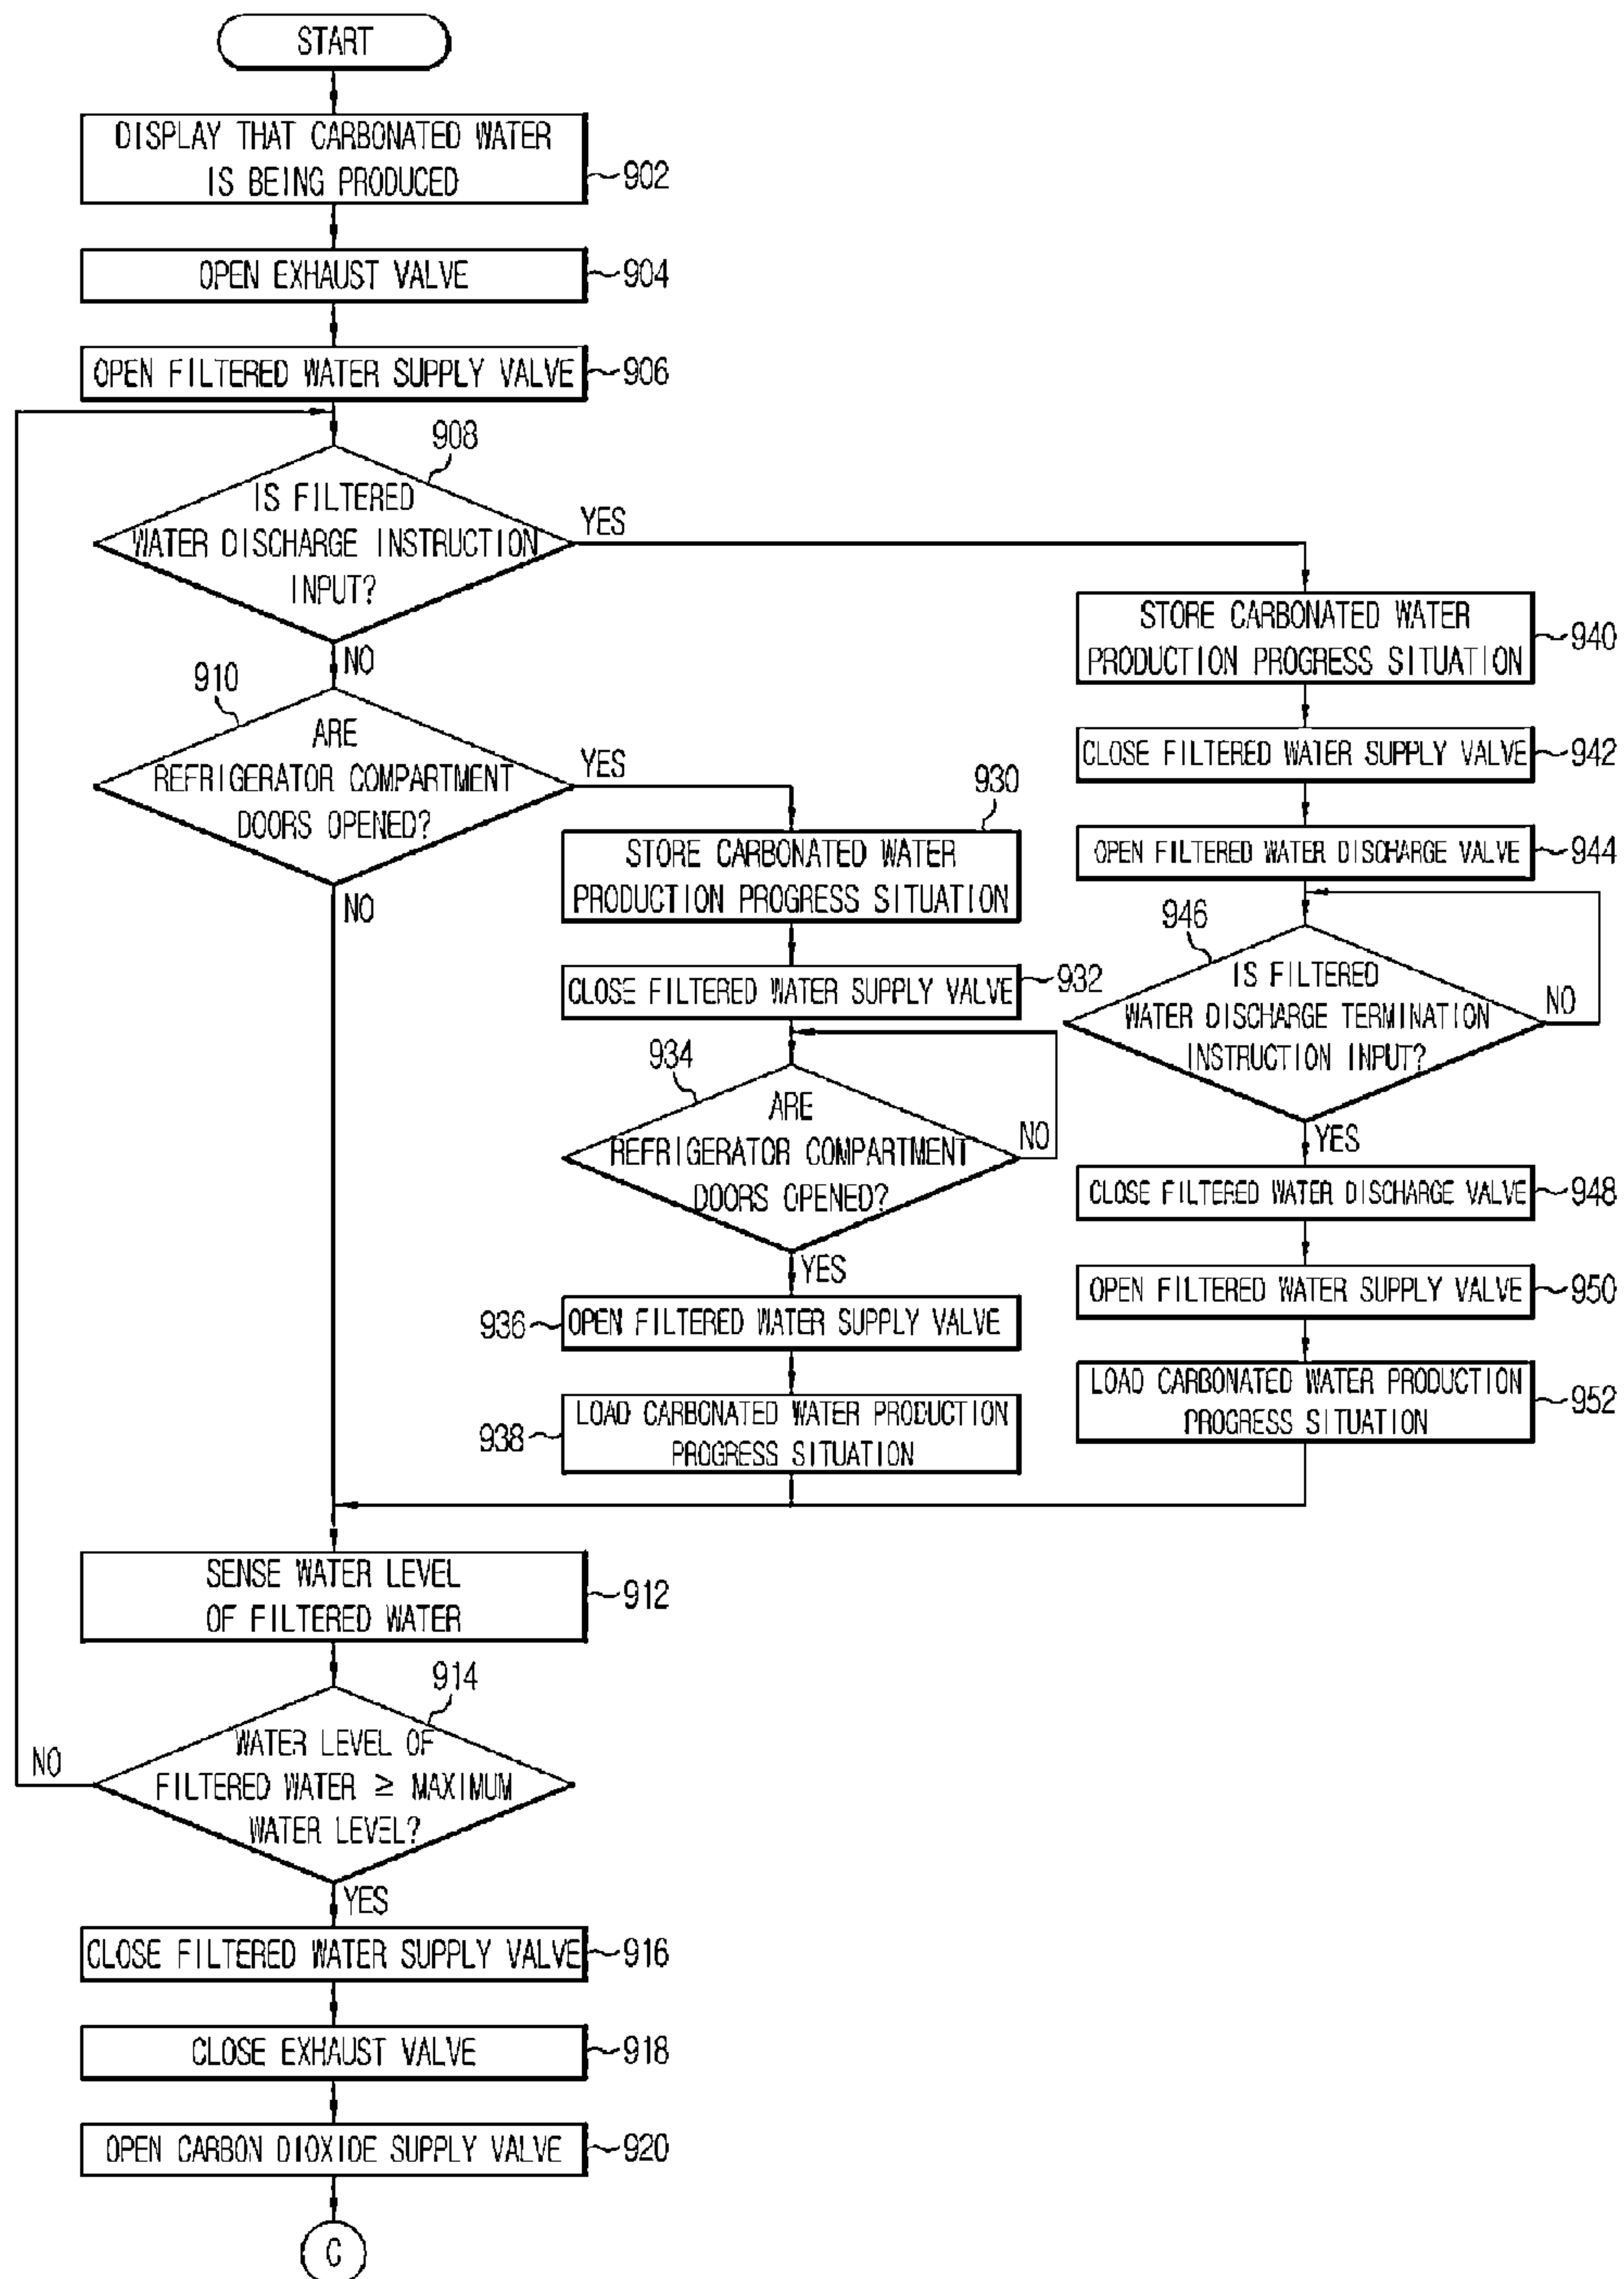 START
DISPLAY THAT CARBONATED WATER
IS BEING PRODUCED
902
OPEN EXHAUST VALVE
904
OPEN FILTERED WATER SUPPLY VALVE
906
908
IS FILTERED
WATER DISCHARGE INSTRUCTION
INPUT?
YES
NO
910
ARE
REFRIGERATOR COMPARTMENT
DOORS OPENED?
YES
NO
930
STORE CARBONATED WATER
PRODUCTION PROGRESS SITUATION
CLOSE FILTERED WATER SUPPLY VALVE
932
934
ARE
REFRIGERATOR COMPARTMENT
DOORS OPENED?
NO
YES
936
OPEN FILTERED WATER SUPPLY VALVE
938
LOAD CARBONATED WATER PRODUCTION
PROGRESS SITUATION
STORE CARBONATED WATER
PRODUCTION PROGRESS SITUATION
940
CLOSE FILTERED WATER SUPPLY VALVE
942
OPEN FILTERED WATER DISCHARGE VALVE
944
946
IS FILTERED
WATER DISCHARGE TERMINATION
INSTRUCTION INPUT?
NO
YES
CLOSE FILTERED WATER DISCHARGE VALVE
948
OPEN FILTERED WATER SUPPLY VALVE
950
LOAD CARBONATED WATER PRODUCTION
PROGRESS SITUATION
952
SENSE WATER LEVEL
OF FILTERED WATER
912
914
WATER LEVEL OF
FILTERED WATER ≥ MAXIMUM
WATER LEVEL?
NO
YES
CLOSE FILTERED WATER SUPPLY VALVE
916
CLOSE EXHAUST VALVE
918
OPEN CARBON DIOXIDE SUPPLY VALVE
920
C